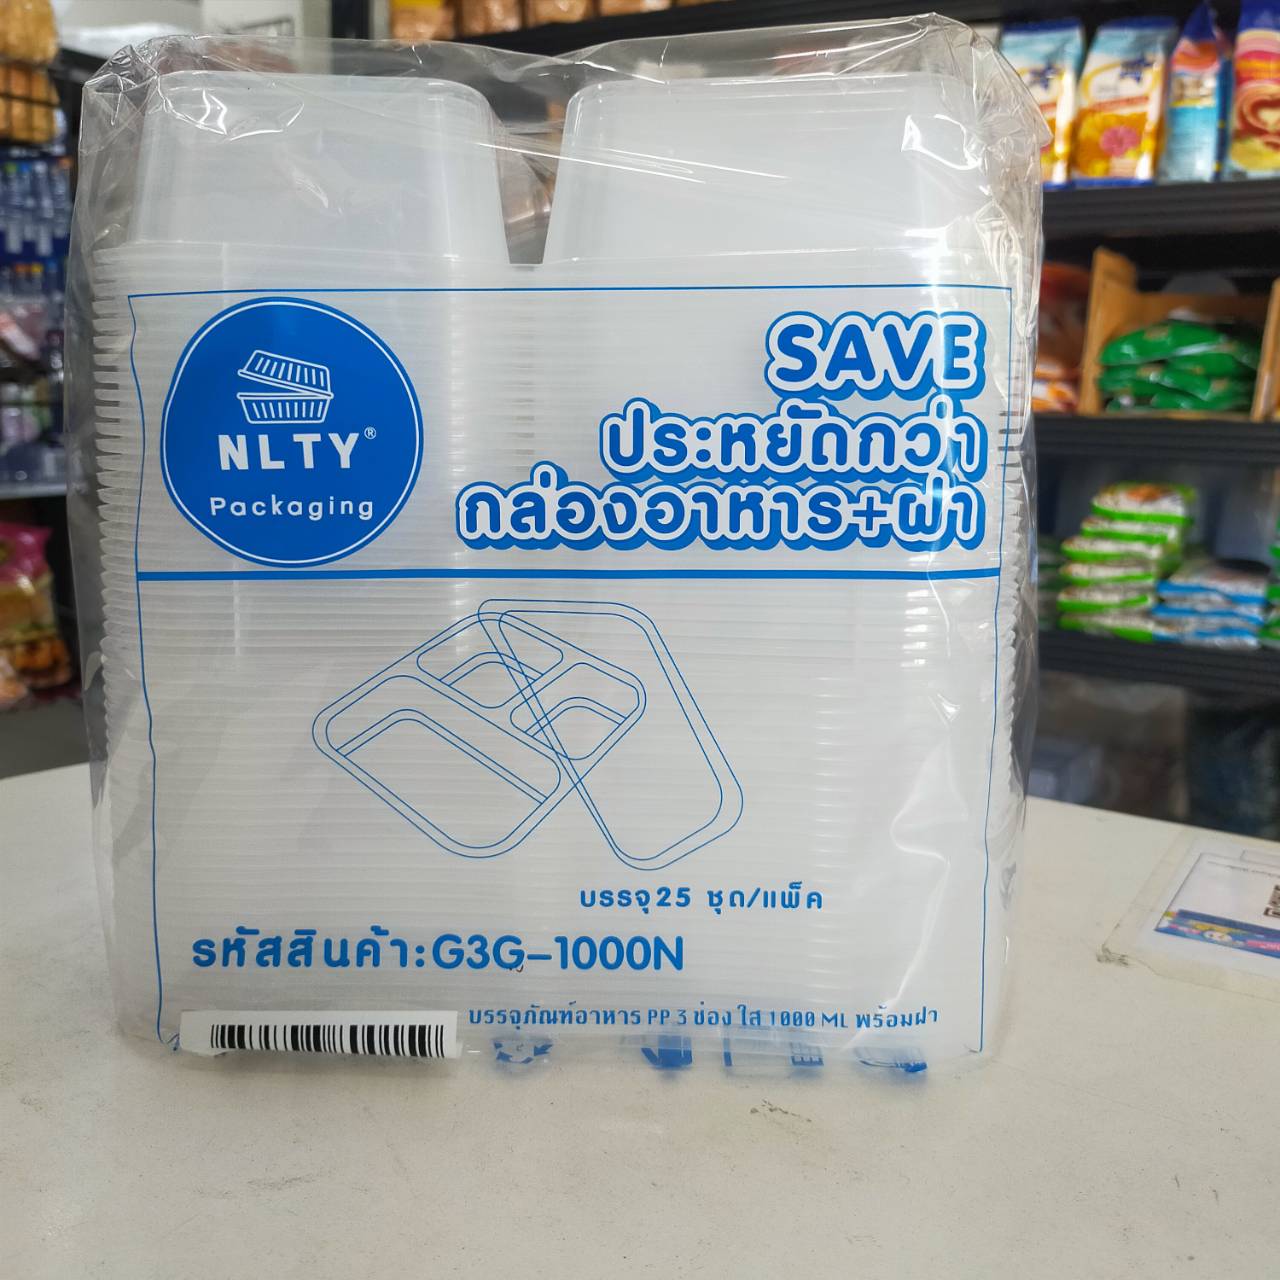 NLTY®
Packaging
SAVE
ประหยัดกว่า
กล่องอาหาร+ฝา
บรรจุ25 ชุด/แพ็ค
รหัสสินค้า:G3G-1000N
บรรจุภัณฑ์อาหาร PP 3 ช่อง ใส 1000 ML พร้อมฝา